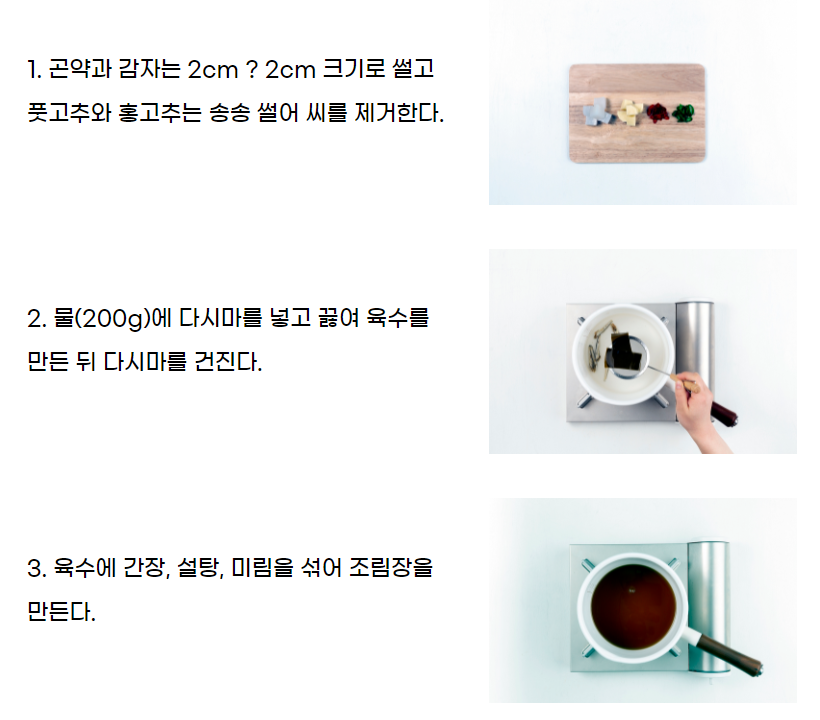 1. 곤약과 감자는 2cm ? 2cm 크기로 썰고
풋고추와 홍고추는 송송 썰어 씨를 제거한다.
2. 물(200g)에 다시마를 넣고 끓여 육수를
만든 뒤 다시마를 건진다.
3. 육수에 간장, 설탕, 미림을 섞어 조림장을
만든다.